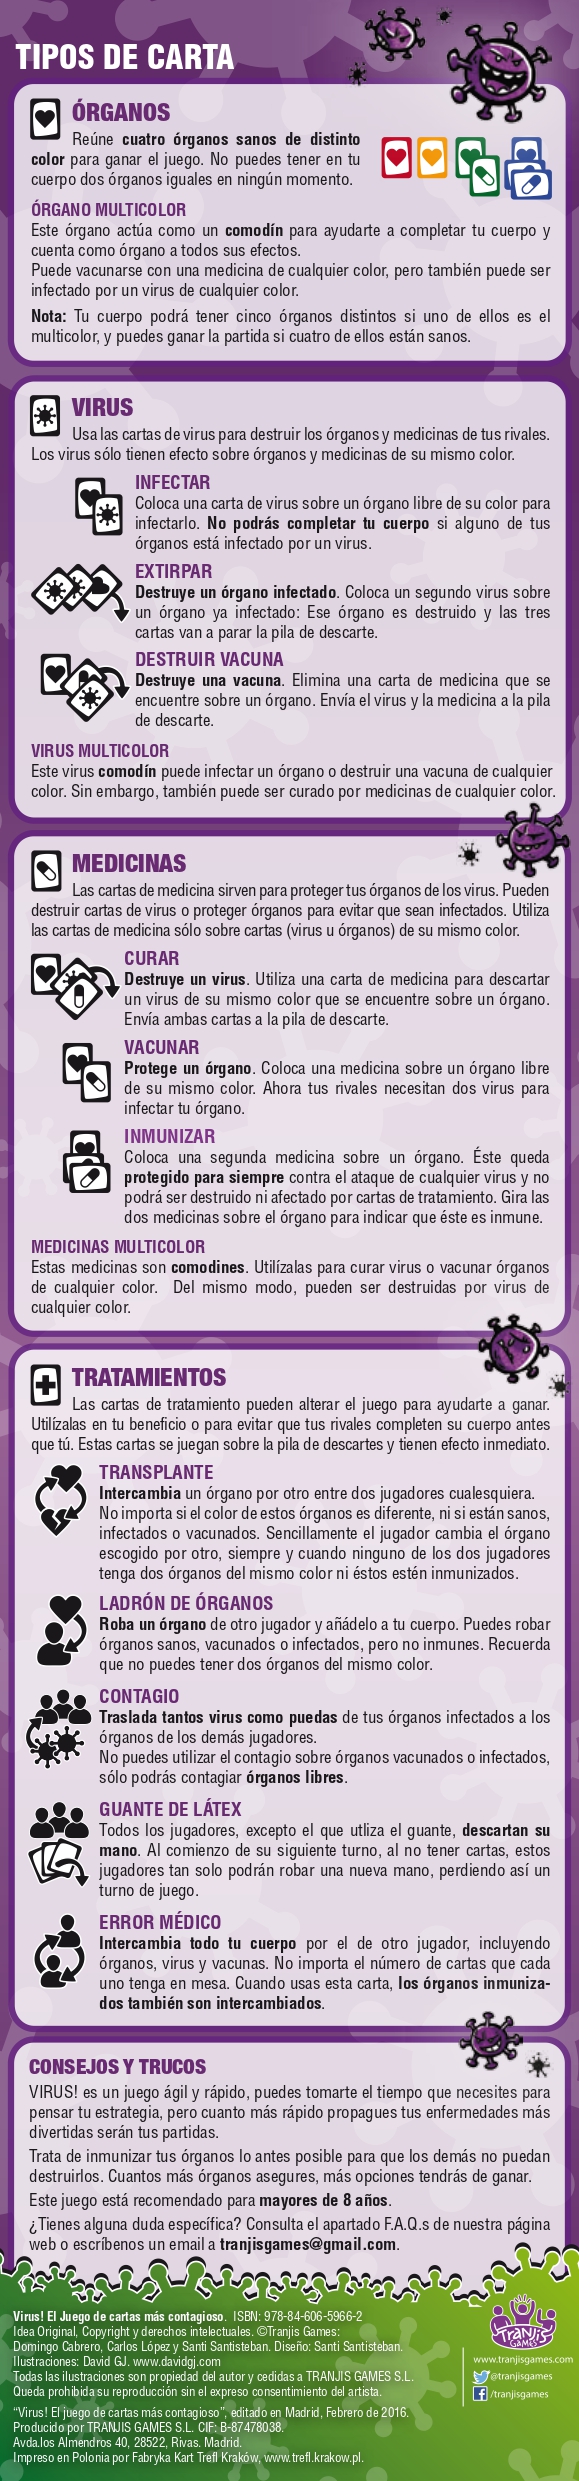 TIPOS DE CARTA
ÓRGANOS
Reúne cuatro órganos sanos de distinto
color para ganar el juego. No puedes tener en tu
cuerpo dos órganos iguales en ningún momento.
ÓRGANO MULTICOLOR
Este órgano actúa como un comodín para ayudarte a completar tu cuerpo y
cuenta como órgano a todos sus efectos.
Puede vacunarse con una medicina de cualquier color, pero también puede ser
infectado por un virus de cualquier color.
Nota: Tu cuerpo podrá tener cinco órganos distintos si uno de ellos es el
multicolor, y puedes ganar la partida si cuatro de ellos están sanos.
VIRUS
Usa las cartas de virus para destruir los órganos y medicinas de tus rivales.
Los virus sólo tienen efecto sobre órganos y medicinas de su mismo color.
INFECTAR
Coloca una carta de virus sobre un órgano libre de su color para
infectarlo. No podrás completar tu cuerpo si alguno de tus
órganos está infectado por un virus.
EXTIRPAR
Destruye un órgano infectado. Coloca un segundo virus sobre
un órgano ya infectado: Ese órgano es destruido y las tres
cartas van a parar la pila de descarte.
DESTRUIR VACUNA
Destruye una vacuna. Elimina una carta de medicina que se
encuentre sobre un órgano. Envía el virus y la medicina a la pila
de descarte.
VIRUS MULTICOLOR
Este virus comodín puede infectar un órgano o destruir una vacuna de cualquier
color. Sin embargo, también puede ser curado por medicinas de cualquier color.
MEDICINAS
Las cartas de medicina sirven para proteger tus órganos de los virus. Pueden
destruir cartas de virus o proteger órganos para evitar que sean infectados. Utiliza
las cartas de medicina sólo sobre cartas (virus u órganos) de su mismo color.
CURAR
Destruye un virus. Utiliza una carta de medicina para descartar
un virus de su mismo color que se encuentre sobre un órgano.
Envía ambas cartas a la pila de descarte.
VACUNAR
Protege un órgano. Coloca una medicina sobre un órgano libre
de su mismo color. Ahora tus rivales necesitan dos virus para
infectar tu órgano.
INMUNIZAR
Coloca una segunda medicina sobre un órgano. Éste queda
protegido para siempre contra el ataque de cualquier virus y no
podrá ser destruido ni afectado por cartas de tratamiento. Gira las
dos medicinas sobre el órgano para indicar que éste es inmune.
MEDICINAS MULTICOLOR
Estas medicinas son comodines. Utilízalas para curar virus o vacunar órganos
de cualquier color. Del mismo modo, pueden ser destruidas por virus de
cualquier color.
TRATAMIENTOS
Las cartas de tratamiento pueden alterar el juego para ayudarte a ganar.
Utilízalas en tu beneficio o para evitar que tus rivales completen su cuerpo antes
que tú. Estas cartas se juegan sobre la pila de descartes y tienen efecto inmediato.
TRANSPLANTE
Intercambia un órgano por otro entre dos jugadores cualesquiera.
No importa si el color de estos órganos es diferente, ni si están sanos,
infectados o vacunados. Sencillamente el jugador cambia el órgano
escogido por otro, siempre y cuando ninguno de los dos jugadores
tenga dos órganos del mismo color ni éstos estén inmunizados.
LADRÓN DE ÓRGANOS
Roba un órgano de otro jugador y añádelo a tu cuerpo. Puedes robar
órganos sanos, vacunados o infectados, pero no inmunes. Recuerda
que no puedes tener dos órganos del mismo color.
CONTAGIO
Traslada tantos virus como puedas de tus órganos infectados a los
órganos de los demás jugadores.
No puedes utilizar el contagio sobre órganos vacunados o infectados,
sólo podrás contagiar órganos libres.
GUANTE DE LÁTEX
Todos los jugadores, excepto el que utliza el guante, descartan su
mano. Al comienzo de su siguiente turno, al no tener cartas, estos
jugadores tan solo podrán robar una nueva mano, perdiendo así un
turno de juego.
ERROR MÉDICO
Intercambia todo tu cuerpo por el de otro jugador, incluyendo
órganos, virus y vacunas. No importa el número de cartas que cada
uno tenga en mesa. Cuando usas esta carta, los órganos inmuniza-
dos también son intercambiados.
CONSEJOS Y TRUCOS
VIRUS! es un juego ágil y rápido, puedes tomarte el tiempo que necesites para
pensar tu estrategia, pero cuanto más rápido propagues tus enfermedades más
divertidas serán tus partidas.
Trata de inmunizar tus órganos lo antes posible para que los demás no puedan
destruirlos. Cuantos más órganos asegures, más opciones tendrás de ganar.
Este juego está recomendado para mayores de 8 años.
¿Tienes alguna duda específica? Consulta el apartado F.A.Q.s de nuestra página
web o escríbenos un email a tranjisgames@gmail.com.
Virus! El Juego de cartas más contagioso. ISBN: 978-84-606-5966-2
Idea Original, Copyright y derechos intelectuales. ©Tranjis Games:
Domingo Cabrero, Carlos López y Santi Santisteban. Diseño: Santi Santisteban.
Ilustraciones: David GJ. www.davidgj.com
Todas las ilustraciones son propiedad del autor y cedidas a TRANJIS GAMES S.L.
Queda prohibida su reproducción sin el expreso consentimiento del artista.
"Virus! El juego de cartas más contagioso", editado en Madrid, Febrero de 2016.
Producido por TRANJIS GAMES S.L. CIF: B-87478038.
Avda.los Almendros 40, 28522, Rivas. Madrid.
Impreso en Polonia por Fabryka Kart Trefl Kraków, www.trefl.krakow.pl.
TRANJIS
GAMES
www.tranjisgames.com
@tranjisgames
/tranjisgames